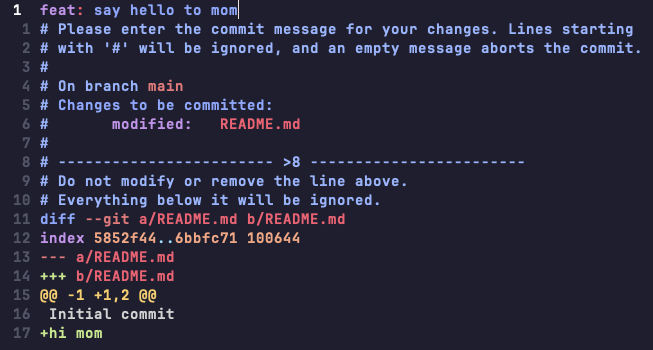 1 feat: say hello to mom
1 # Please enter the commit message for your changes. Lines starting
2 # with '#' will be ignored, and an empty message aborts the commit.
3 #
4 # On branch main
5 # Changes to be committed:
6 #       modified:   README.md
7 #
8 # ------------------------ >8 ------------------------
9 # Do not modify or remove the line above.
10 # Everything below it will be ignored.
11 diff --git a/README.md b/README.md
12 index 5852f44..6bbfc71 100644
13 --- a/README.md
14 +++ b/README.md
15 @@ -1 +1,2 @@
16  Initial commit
17 +hi mom